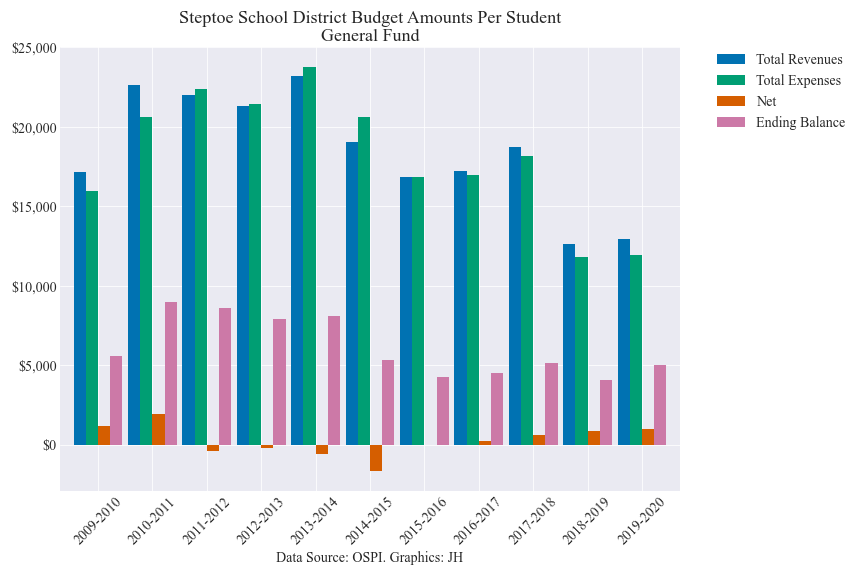 Steptoe School District Budget Amounts Per Student
General Fund
$25,000
$20,000
$15,000
$10,000
$5,000
$0
Total Revenues
Total Expenses
Net
Ending Balance
2009-2010
2010-2011
2011-2012
2012-2013
2013-2014
2014-2015
2015-2016
2016-2017
2017-2018
2018-2019
2019-2020
Data Source: OSPI. Graphics: JH